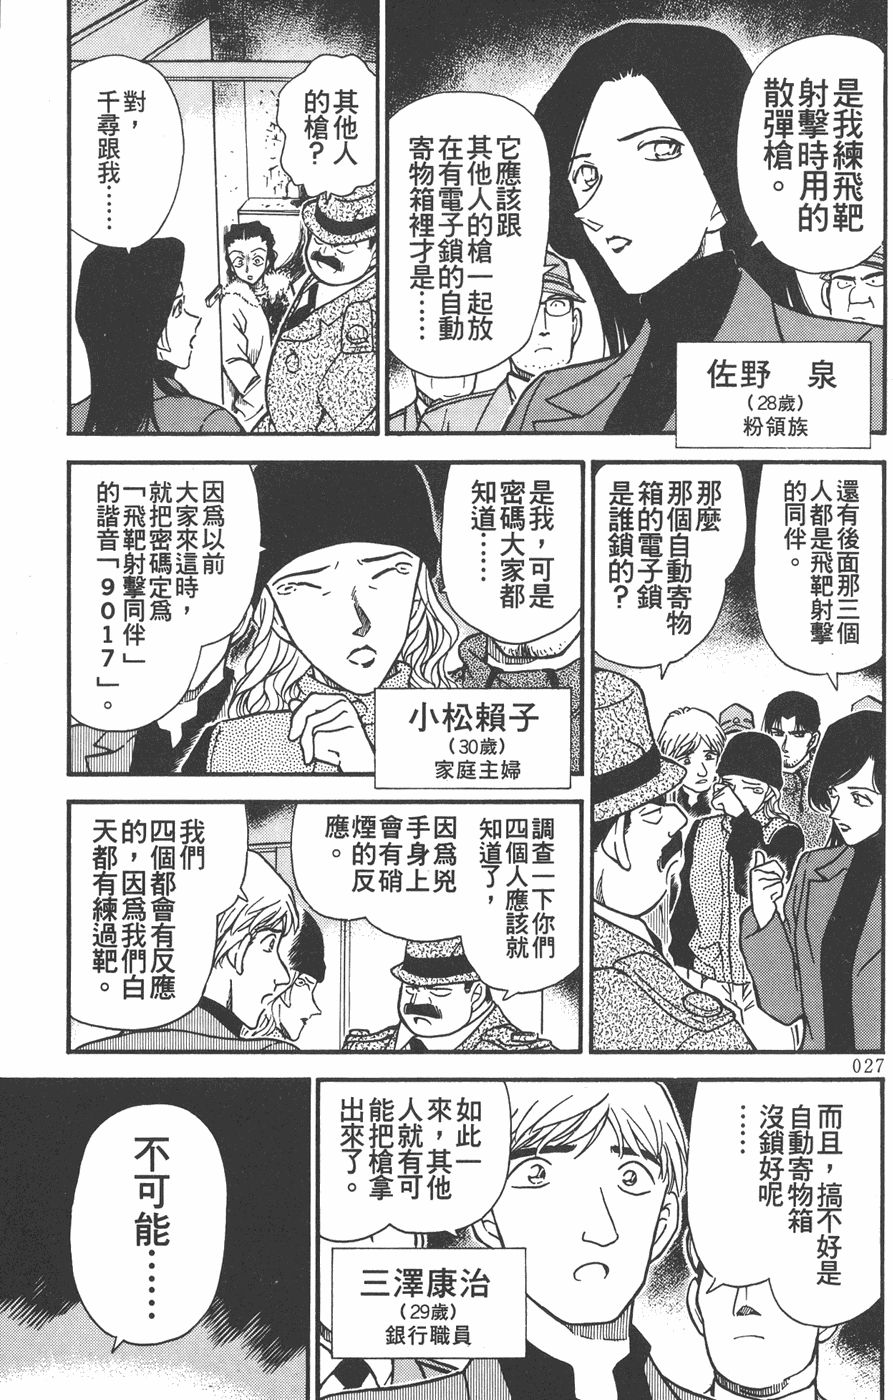 是我練飛靶
射擊時用的
散彈槍。
它應該跟
其他人的槍一起放
在有電子鎖的自動
寄物箱裡才是……
佐野　泉
(28歲)
粉領族
其他人
的槍?
對,
千尋跟我……
還有後面那三個
人都是飛靶射擊
的同伴。
那麼
那個自動寄物
箱的電子鎖
是誰鎖的?
是我,可是
密碼大家都
知道……
小松賴子
(30歲)
家庭主婦
因爲以前
大家來這時,
就把密碼定爲
「飛靶射擊同伴」
的諧音「9017」。
調查一下你們
四個人應該就
知道了,
因爲兇
手身上
會有硝
煙的反
應。
我們
四個都會有反應
的,因爲我們白
天都有練過靶。
027
而且,搞不好是
自動寄物箱
沒鎖好呢
……
如此一
來,其他
人就有可
能把槍拿
出來了。
三澤康治
(29歲)
銀行職員
不可能……